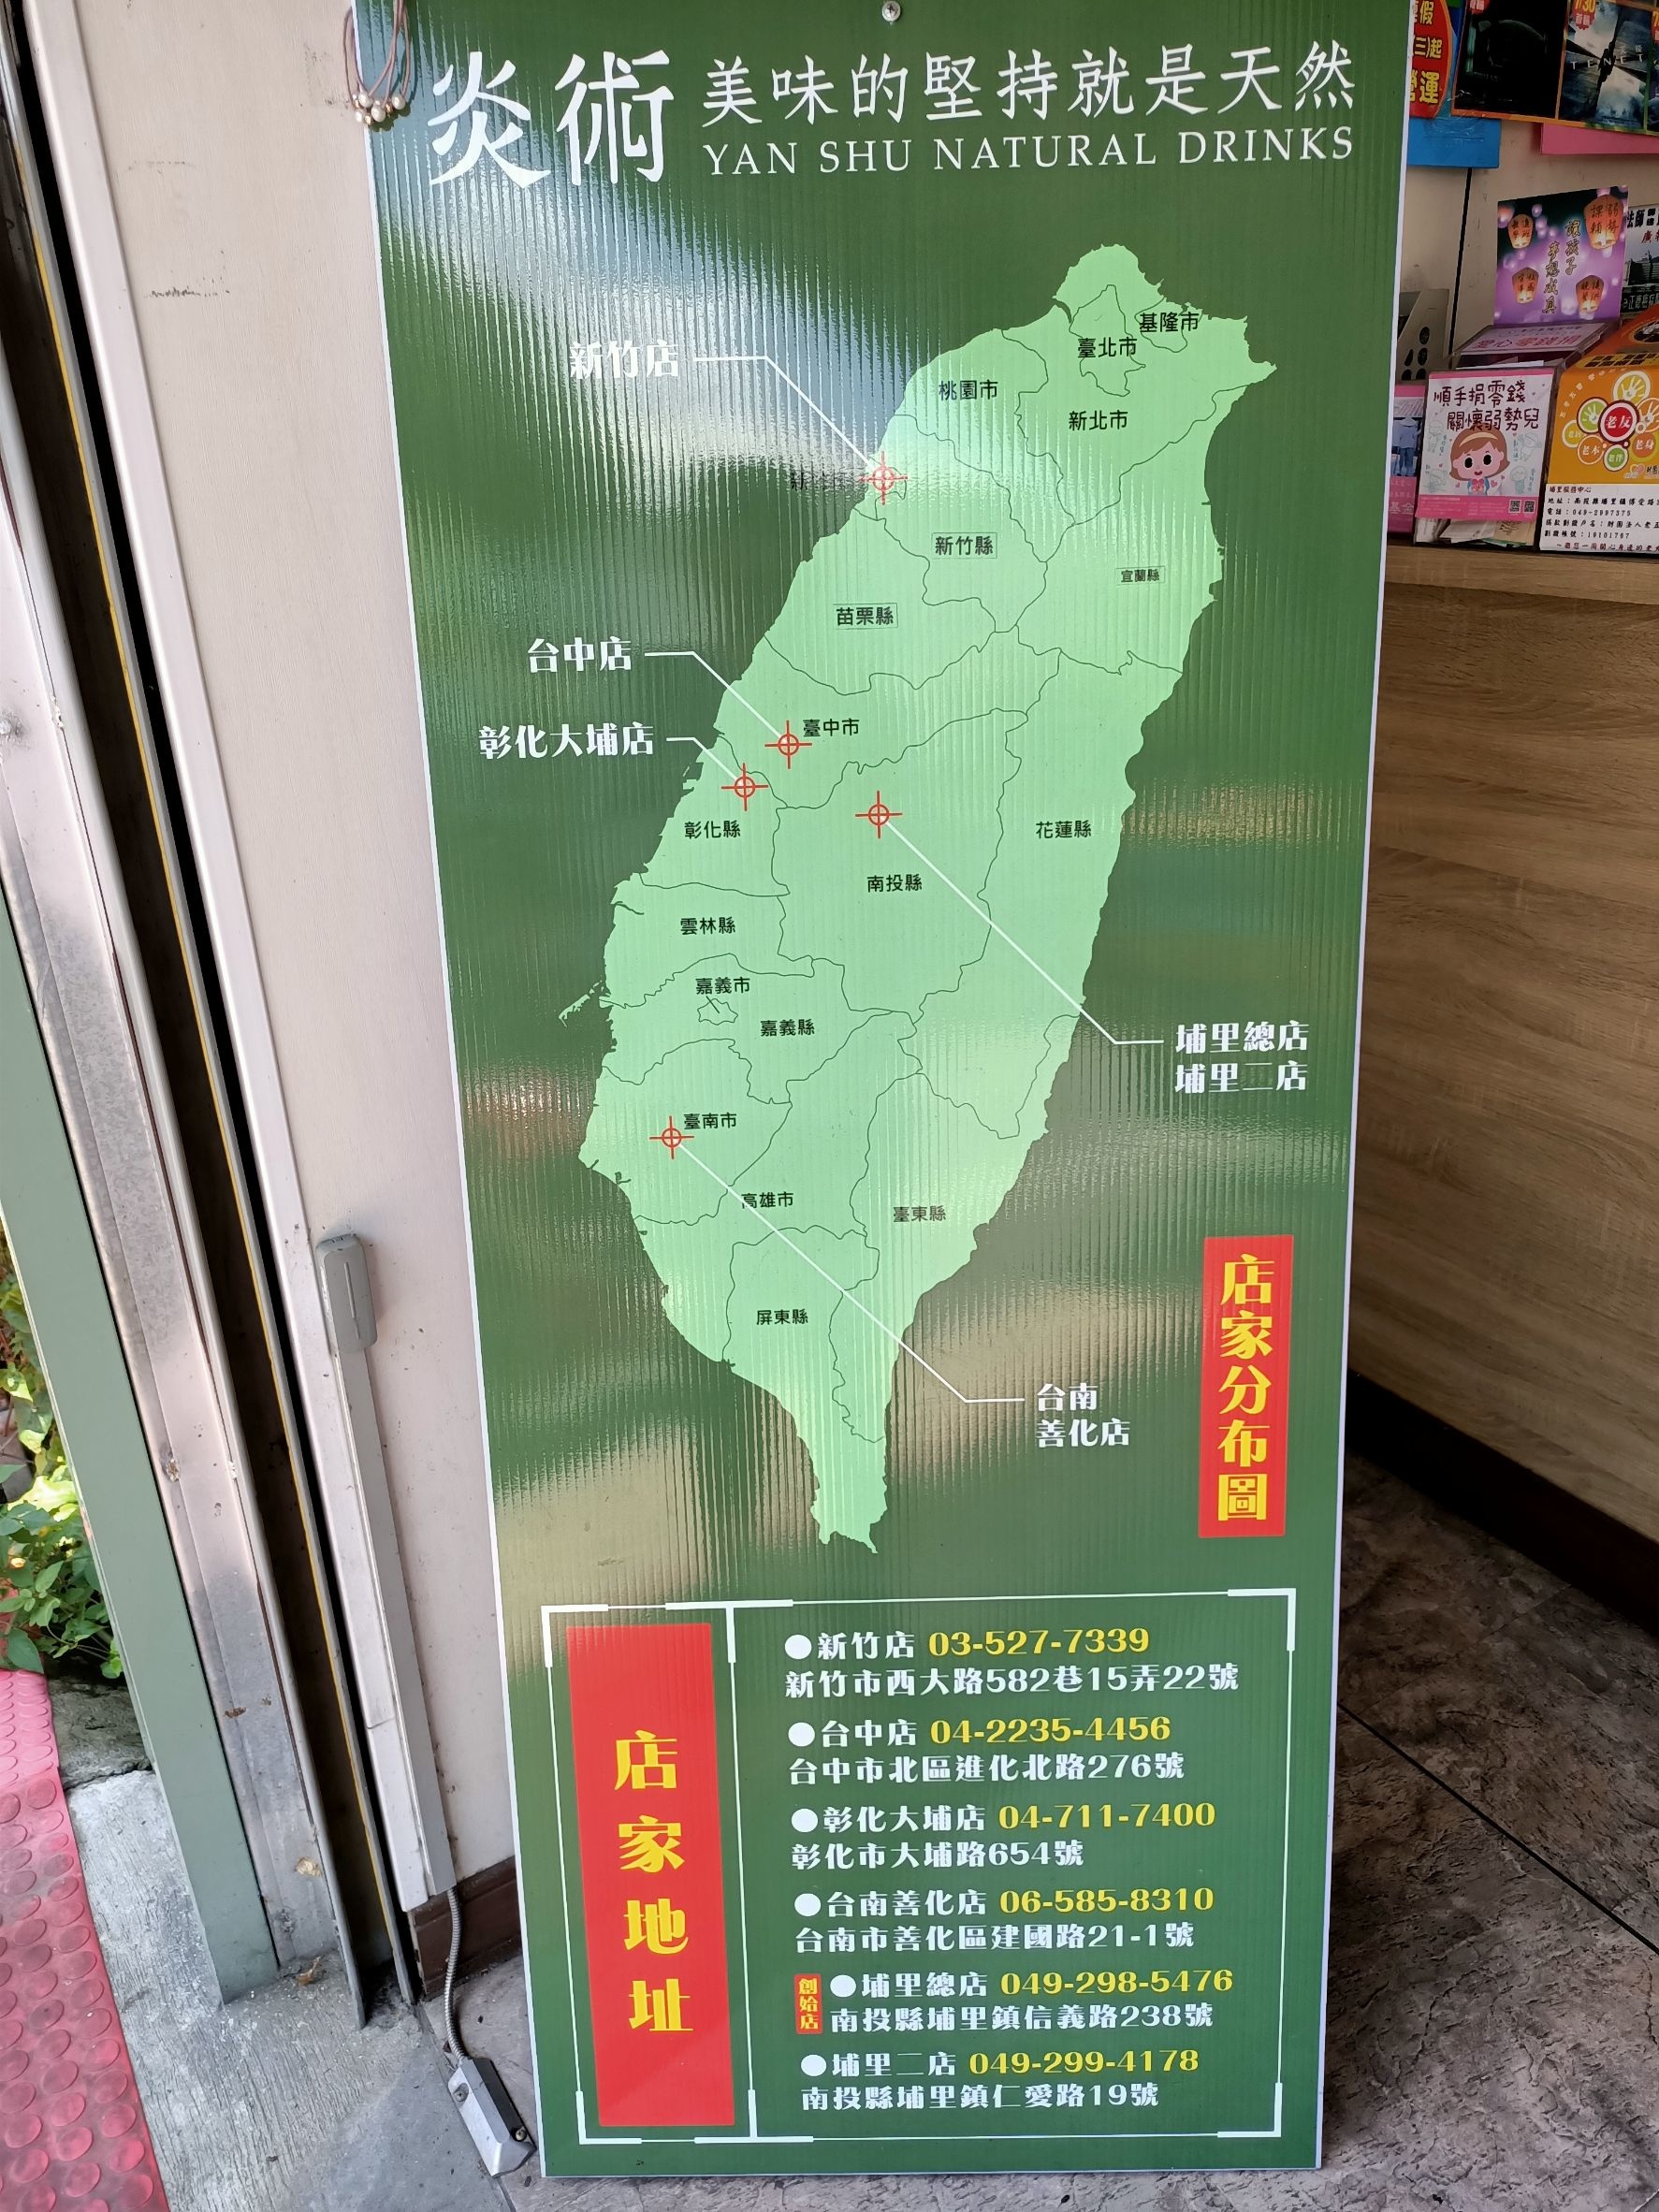 炎術 美味的堅持就是天然
YAN SHU NATURAL DRINKS
基隆市
臺北市
新竹店
桃園市
新北市
新竹縣
宜蘭縣
苗栗縣
台中店
臺中市
彰化大埔店
彰化縣
花蓮縣
南投縣
雲林縣
嘉義市
嘉義縣
埔里總店
埔里二店
臺南市
高雄市
臺東縣
屏東縣
台南
善化店
店家分布圖
店家地址
●新竹店 03-527-7339
新竹市西大路582巷15弄22號
●台中店 04-2235-4456
台中市北區進化北路276號
●彰化大埔店 04-711-7400
彰化市大埔路654號
●台南善化店 06-585-8310
台南市善化區建國路21-1號
創始店
●埔里總店 049-298-5476
南投縣埔里鎮信義路238號
●埔里二店 049-299-4178
南投縣埔里鎮仁愛路19號
TENET
順手捐零錢
關懷弱勢兒
老友
老本
老伴
老身